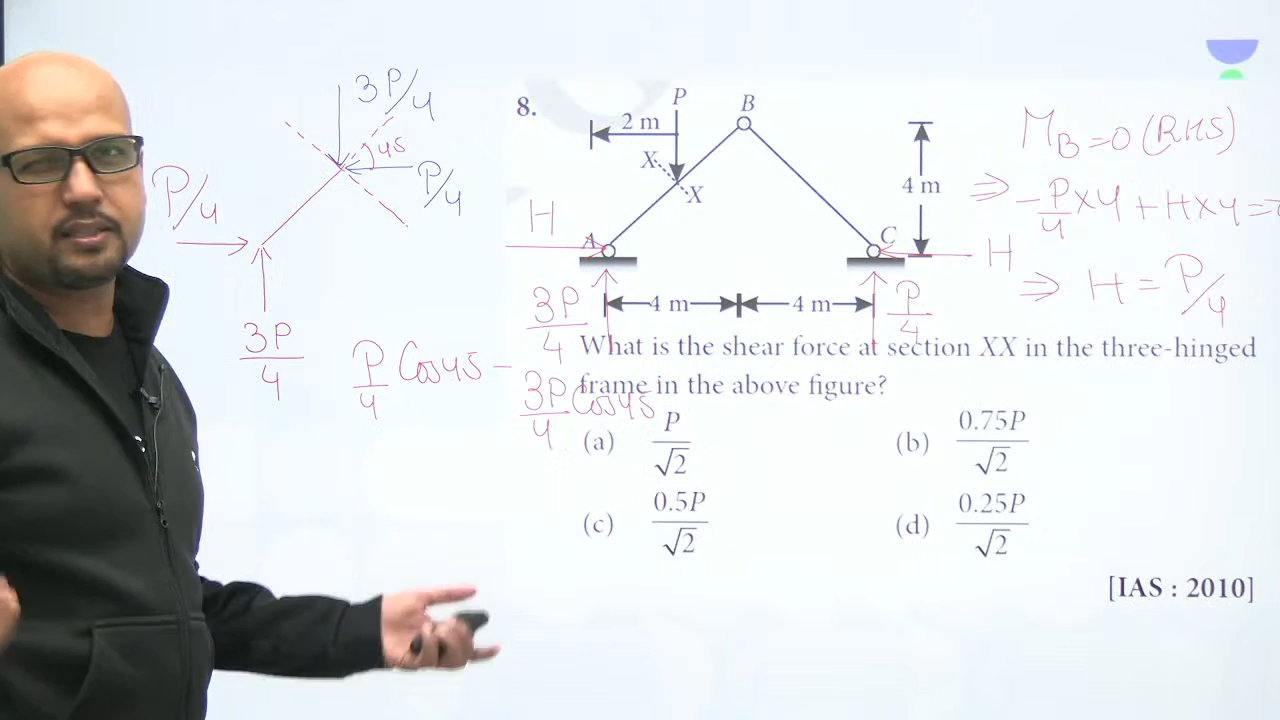 3P/4
45
P/4
P/4
3P/4
P/4 Cos45 -
3P/4 Cos45
8.
P
B
2 m
X
X
4 m
H
A
C
H
3P/4
4 m
4 m
P/4
M_B = 0 (RHS)
⇒ -P/4 x 4 + H x 4 =
⇒ H = P/4
What is the shear force at section XX in the three-hinged
frame in the above figure?
(a) P/√2
(b) 0.75P/√2
(c) 0.5P/√2
(d) 0.25P/√2
[IAS : 2010]